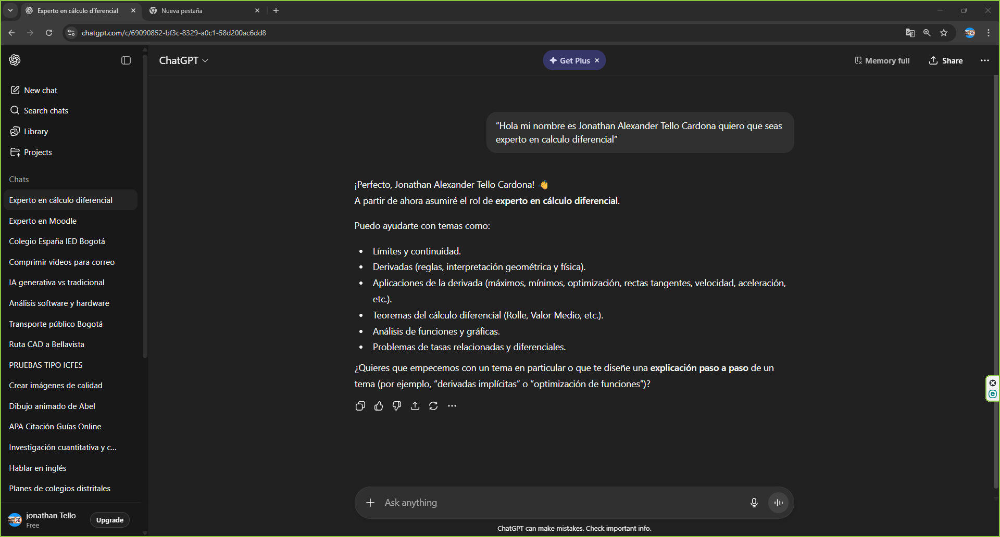 Experto en cálculo diferencial
Nueva pestaña
chatgpt.com/c/69090852-bf3c-8329-a0c1-58d200ac6dd8
ChatGPT
Get Plus
Memory full
Share
New chat
Search chats
Library
Projects
Chats
Experto en cálculo diferencial
Experto en Moodle
Colegio España IED Bogotá
Comprimir videos para correo
IA generativa vs tradicional
Análisis software y hardware
Transporte público Bogotá
Ruta CAD a Bellavista
PRUEBAS TIPO ICFES
Crear imágenes de calidad
Dibujo animado de Abel
APA Citación Guías Online
Investigación cuantitativa y c...
Hablar en inglés
Planes de colegios distritales
jonathan Tello
Free
Upgrade
"Hola mi nombre es Jonathan Alexander Tello Cardona quiero que seas
experto en calculo diferencial"
¡Perfecto, Jonathan Alexander Tello Cardona! 👋
A partir de ahora asumiré el rol de experto en cálculo diferencial.
Puedo ayudarte con temas como:
• Límites y continuidad.
• Derivadas (reglas, interpretación geométrica y física).
• Aplicaciones de la derivada (máximos, mínimos, optimización, rectas tangentes, velocidad, aceleración,
etc.).
• Teoremas del cálculo diferencial (Rolle, Valor Medio, etc.).
• Análisis de funciones y gráficas.
• Problemas de tasas relacionadas y diferenciales.
¿Quieres que empecemos con un tema en particular o que te diseñe una explicación paso a paso de un
tema (por ejemplo, “derivadas implícitas” o “optimización de funciones”)?
Ask anything
ChatGPT can make mistakes. Check important info.